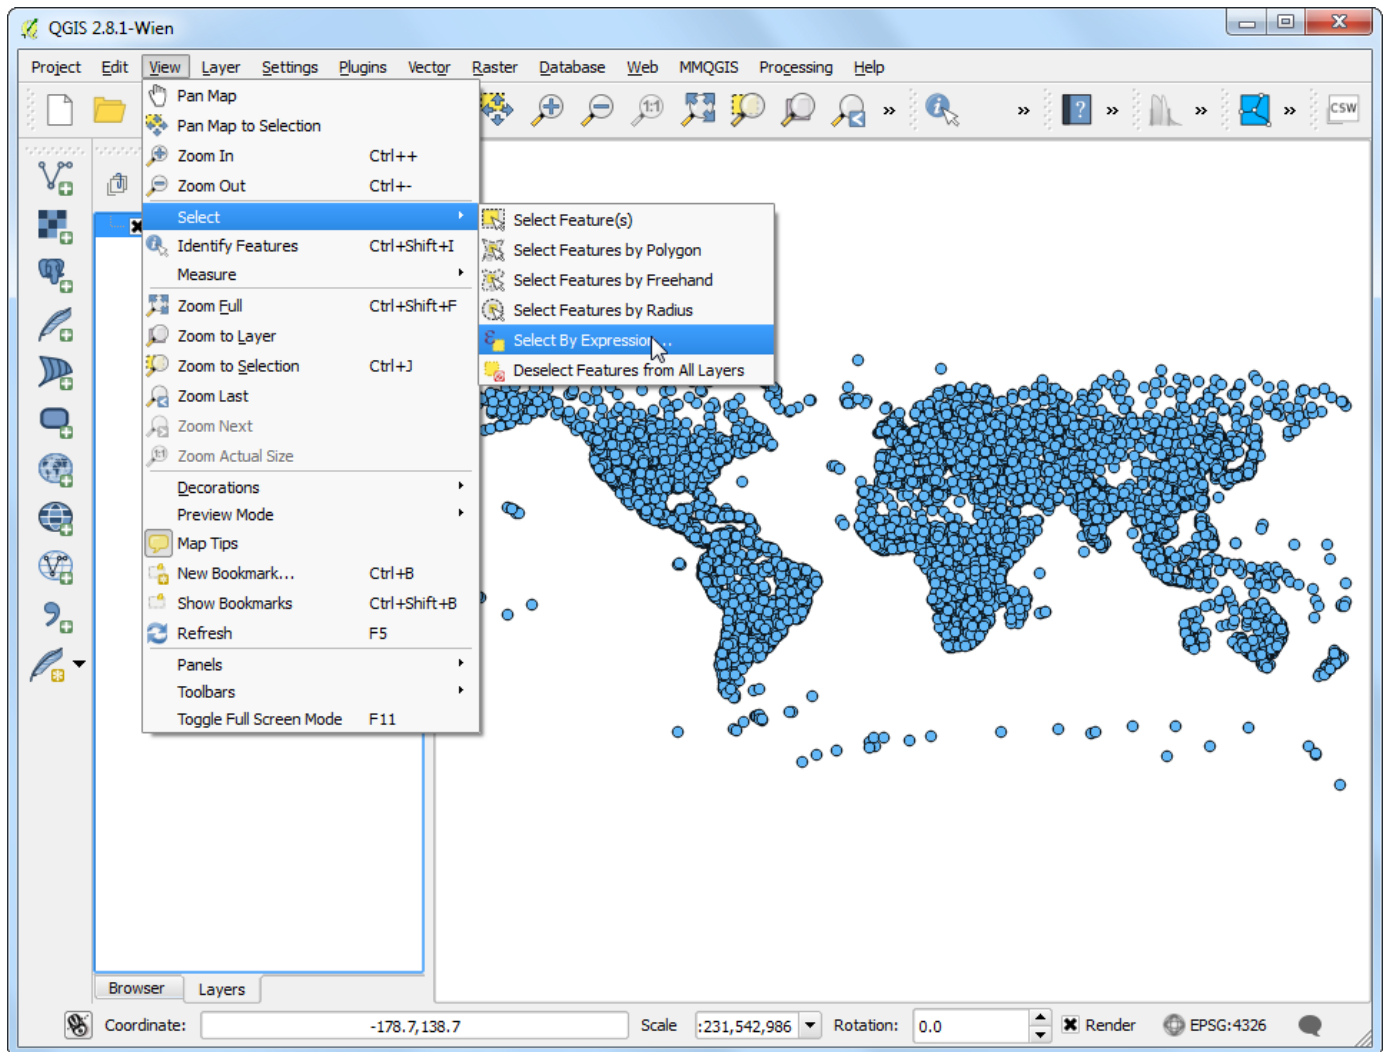 QGIS 2.8.1-Wien
Project Edit View Layer Settings Plugins Vector Raster Database Web MMQGIS Processing Help
Pan Map
Pan Map to Selection
Zoom In Ctrl++
Zoom Out Ctrl+-
Select
Identify Features Ctrl+Shift+I
Measure
Zoom Full Ctrl+Shift+F
Zoom to Layer
Zoom to Selection Ctrl+J
Zoom Last
Zoom Next
Zoom Actual Size
Decorations
Preview Mode
Map Tips
New Bookmark... Ctrl+B
Show Bookmarks Ctrl+Shift+B
Refresh F5
Panels
Toolbars
Toggle Full Screen Mode F11
1:1 » » ? » » » CSW
Select Feature(s)
Select Features by Polygon
Select Features by Freehand
Select Features by Radius
Select By Expression...
Deselect Features from All Layers
Browser Layers
Coordinate: -178.7,138.7 Scale :231,542,986 Rotation: 0.0 Render EPSG:4326